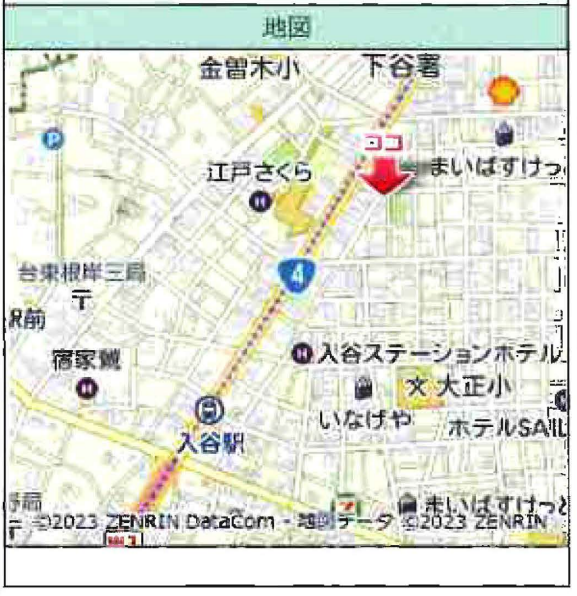 地図
金曽木小
下谷署
P
ココ
まいばすけっ
江戸さくら
H
4
台東根岸三局
〒
駅前
H 入谷ステーションホテル
宿家鶯
H
文 大正小
いなげや
ホテルSAIL
入谷駅
まいばすけっと
©2023 ZENRIN DataCom - 地図データ ©2023 ZENRIN